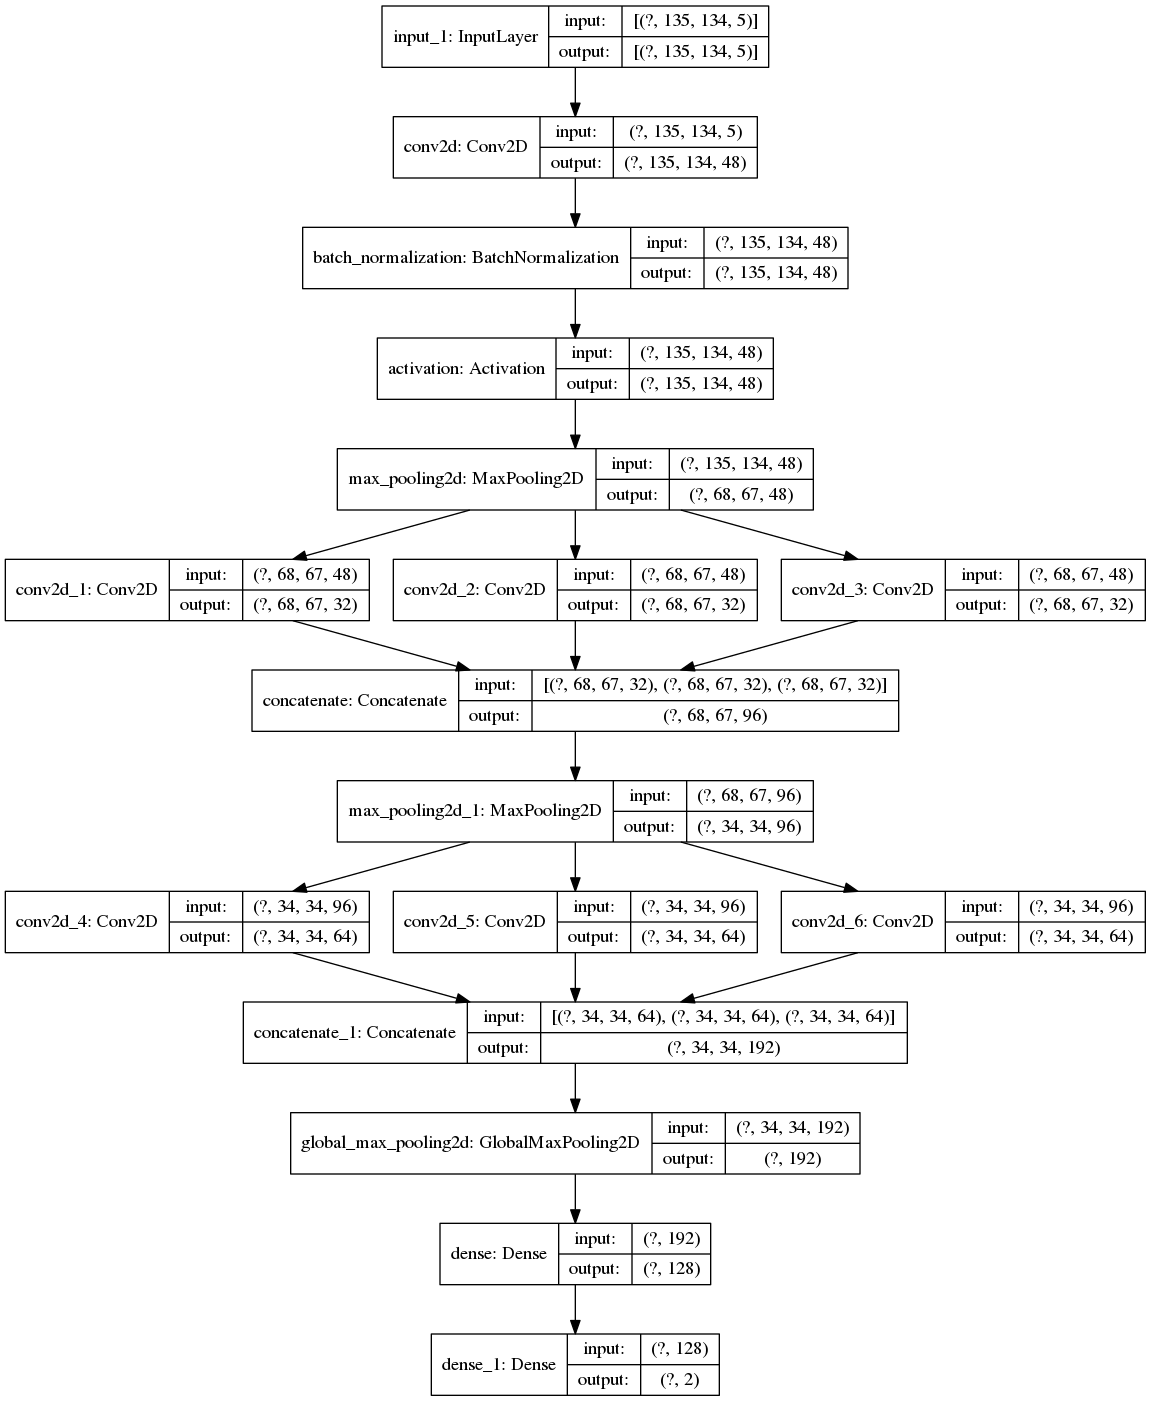 input_1: InputLayer
input:
[(?, 135, 134, 5)]
output:
[(?, 135, 134, 5)]
conv2d: Conv2D
input:
(?, 135, 134, 5)
output:
(?, 135, 134, 48)
batch_normalization: BatchNormalization
input:
(?, 135, 134, 48)
output:
(?, 135, 134, 48)
activation: Activation
input:
(?, 135, 134, 48)
output:
(?, 135, 134, 48)
max_pooling2d: MaxPooling2D
input:
(?, 135, 134, 48)
output:
(?, 68, 67, 48)
conv2d_1: Conv2D
input:
(?, 68, 67, 48)
output:
(?, 68, 67, 32)
conv2d_2: Conv2D
input:
(?, 68, 67, 48)
output:
(?, 68, 67, 32)
conv2d_3: Conv2D
input:
(?, 68, 67, 48)
output:
(?, 68, 67, 32)
concatenate: Concatenate
input:
[(?, 68, 67, 32), (?, 68, 67, 32), (?, 68, 67, 32)]
output:
(?, 68, 67, 96)
max_pooling2d_1: MaxPooling2D
input:
(?, 68, 67, 96)
output:
(?, 34, 34, 96)
conv2d_4: Conv2D
input:
(?, 34, 34, 96)
output:
(?, 34, 34, 64)
conv2d_5: Conv2D
input:
(?, 34, 34, 96)
output:
(?, 34, 34, 64)
conv2d_6: Conv2D
input:
(?, 34, 34, 96)
output:
(?, 34, 34, 64)
concatenate_1: Concatenate
input:
[(?, 34, 34, 64), (?, 34, 34, 64), (?, 34, 34, 64)]
output:
(?, 34, 34, 192)
global_max_pooling2d: GlobalMaxPooling2D
input:
(?, 34, 34, 192)
output:
(?, 192)
dense: Dense
input:
(?, 192)
output:
(?, 128)
dense_1: Dense
input:
(?, 128)
output:
(?, 2)